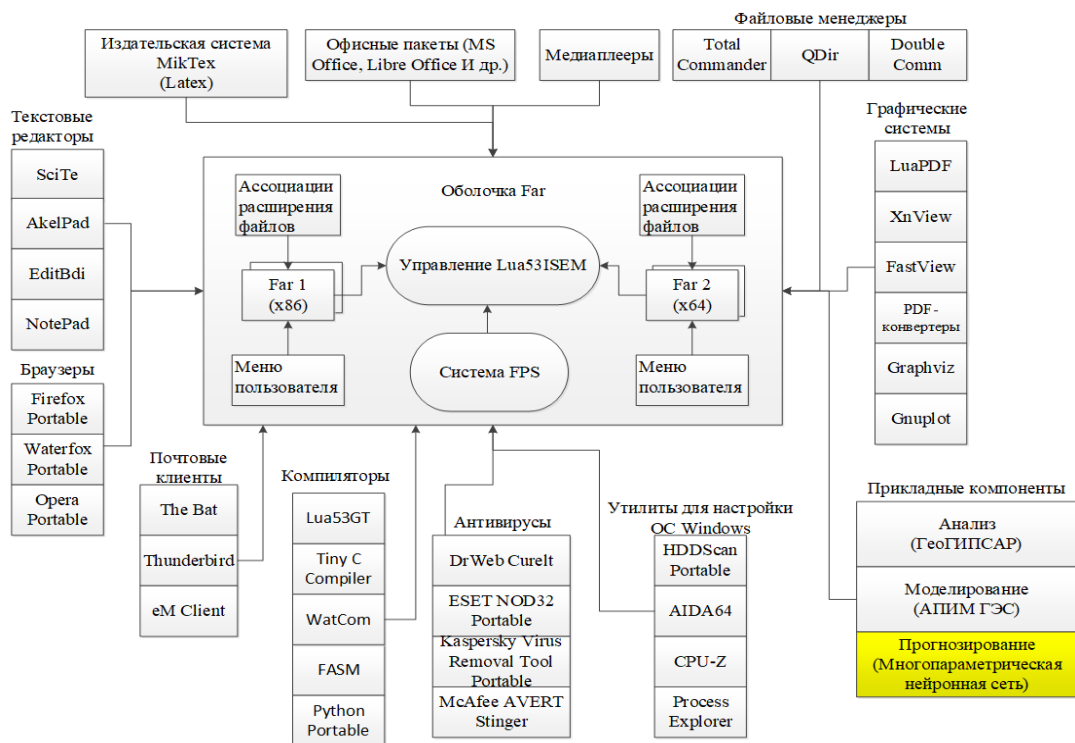 Файловые менеджеры
Издательская система
MikTex
(Latex)
Офисные пакеты (MS
Office, Libre Office И др.)
Медиаплееры
Total
Commander
QDir
Double
Comm
Текстовые
редакторы
SciTe
AkelPad
EditBdi
NotePad
Браузеры
Firefox
Portable
Waterfox
Portable
Opera
Portable
Оболочка Far
Ассоциации
расширения
файлов
Far 1
(x86)
Меню
пользователя
Управление Lua53ISEM
Система FPS
Ассоциации
расширения
файлов
Far 2
(x64)
Меню
пользователя
Графические
системы
LuaPDF
XnView
FastView
PDF -
конвертеры
Graphviz
Gnuplot
Почтовые
клиенты
The Bat
Thunderbird
eM Client
Компиляторы
Lua53GT
Tiny C
Compiler
WatCom
FASM
Python
Portable
Антивирусы
DrWeb CureIt
ESET NOD32
Portable
Kaspersky Virus
Removal Tool
Portable
McAfee AVERT
Stinger
Утилиты для настройки
ОС Windows
HDDScan
Portable
AIDA64
CPU-Z
Process
Explorer
Прикладные компоненты
Анализ
(ГеоГИПСАР)
Моделирование
(АПИМ ГЭС)
Прогнозирование
(Многопараметрическая
нейронная сеть)